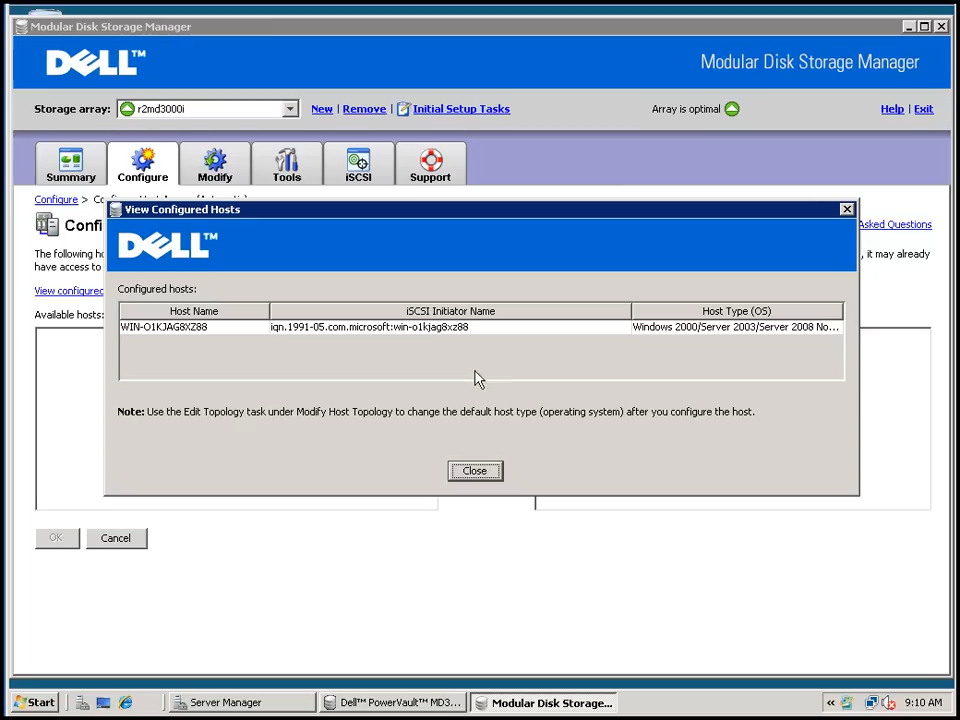 Modular Disk Storage Manager
DELL™
Modular Disk Storage Manager
Storage array:
r2md3000i
New | Remove | Initial Setup Tasks
Array is optimal
Help | Exit
Summary
Configure
Modify
Tools
iSCSI
Support
Configure >
View Configured Hosts
Confi
Asked Questions
DELL™
The following ho
, it may already
have access to
Configured hosts:
View configured
Host Name
iSCSI Initiator Name
Host Type (OS)
Available hosts:
WIN-O1KJAG8XZ88
iqn.1991-05.com.microsoft:win-o1kjag8xz88
Windows 2000/Server 2003/Server 2008 No...
Note: Use the Edit Topology task under Modify Host Topology to change the default host type (operating system) after you configure the host.
Close
OK
Cancel
Start
Server Manager
Dell™ PowerVault™ MD3...
Modular Disk Storage...
«
9:10 AM